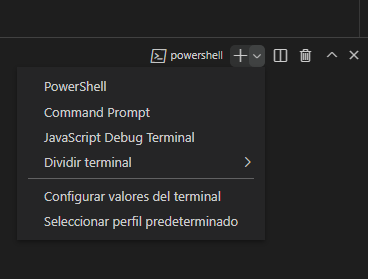 powershell
PowerShell
Command Prompt
JavaScript Debug Terminal
Dividir terminal
Configurar valores del terminal
Seleccionar perfil predeterminado